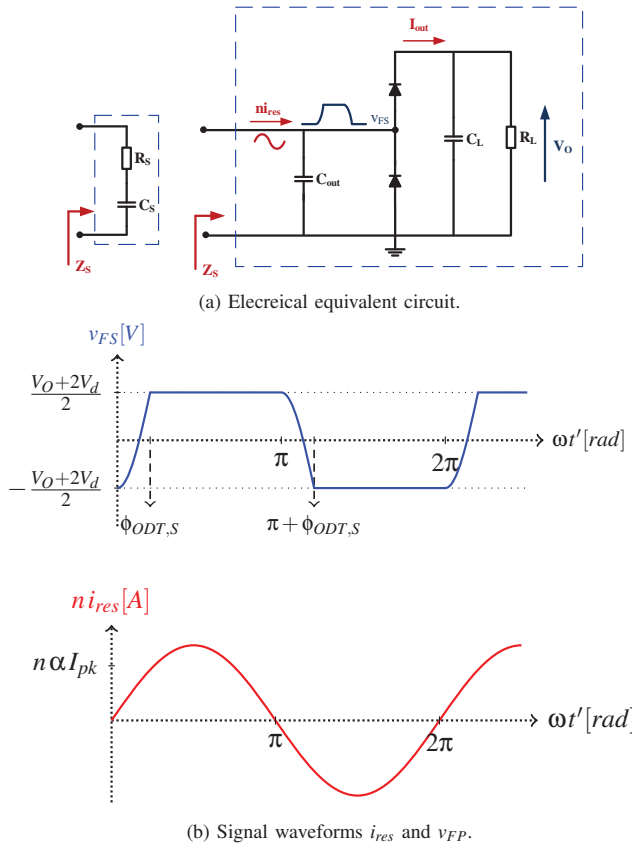 I_out
ni_res
v_FS
R_S
C_S
C_out
C_L
R_L
V_O
Z_S
Z_S
(a) Elecreical equivalent circuit.
v_FS[V]
(V_O+2V_d)/2
ωt′[rad]
π
2π
−(V_O+2V_d)/2
ϕ_ODT,S
π+ϕ_ODT,S
n i_res[A]
nαI_pk
ωt′[rad]
π
2π
(b) Signal waveforms i_res and v_FP.